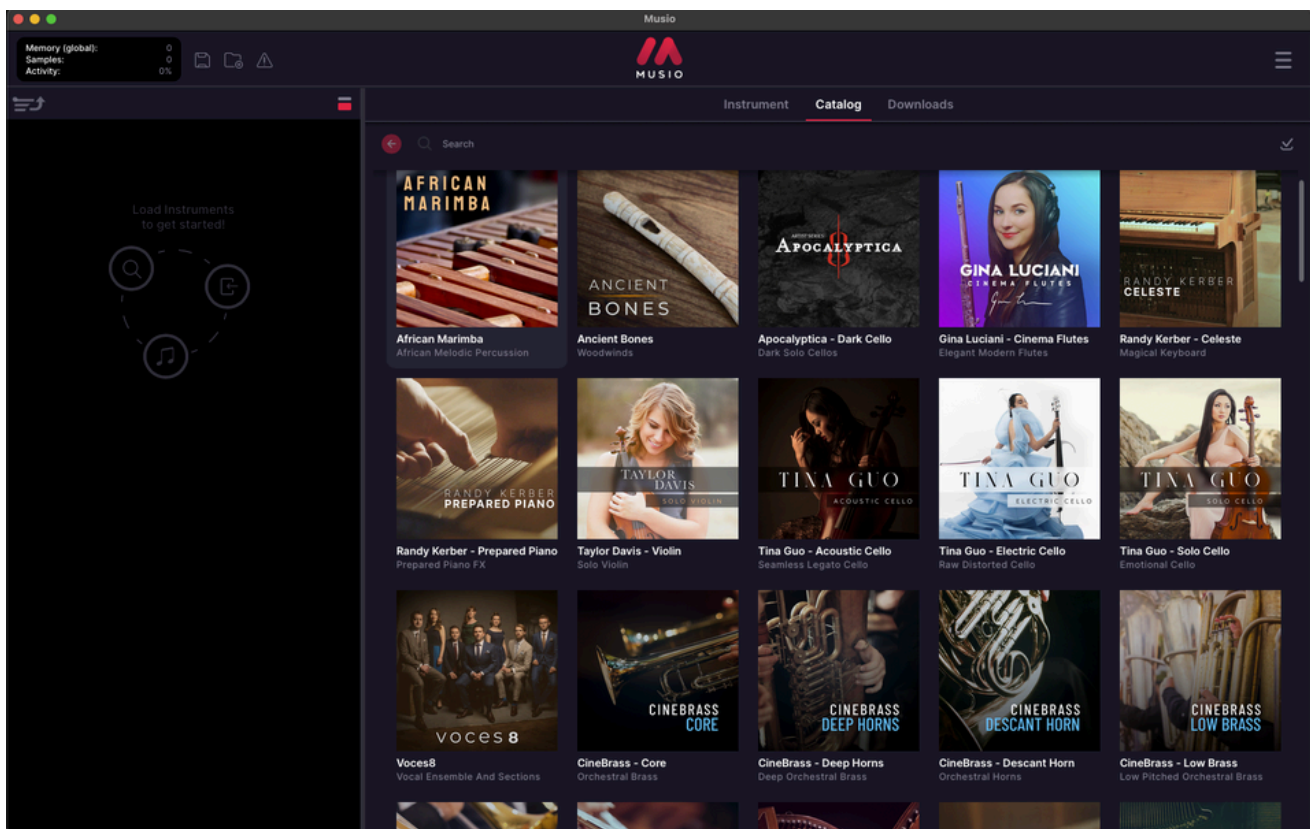 Musio
Memory (global): 0
Samples: 0
Activity: 0%
MUSIO
Instrument Catalog Downloads
Search
Load Instruments
to get started!
AFRICAN
MARIMBA
ANCIENT
BONES
ARTIST SERIES
APOCALYPTICA
GINA LUCIANI
CINEMA FLUTES
RANDY KERBER
CELESTE
African Marimba
African Melodic Percussion
Ancient Bones
Woodwinds
Apocalyptica - Dark Cello
Dark Solo Cellos
Gina Luciani - Cinema Flutes
Elegant Modern Flutes
Randy Kerber - Celeste
Magical Keyboard
RANDY KERBER
PREPARED PIANO
TAYLOR
DAVIS
SOLO VIOLIN
TINA GUO
ACOUSTIC CELLO
TINA GUO
ELECTRIC CELLO
TINA GUO
SOLO CELLO
Randy Kerber - Prepared Piano
Prepared Piano FX
Taylor Davis - Violin
Solo Violin
Tina Guo - Acoustic Cello
Seamless Legato Cello
Tina Guo - Electric Cello
Raw Distorted Cello
Tina Guo - Solo Cello
Emotional Cello
VOCES8
CINEBRASS
CORE
CINEBRASS
DEEP HORNS
CINEBRASS
DESCANT HORN
CINEBRASS
LOW BRASS
Voces8
Vocal Ensemble And Sections
CineBrass - Core
Orchestral Brass
CineBrass - Deep Horns
Deep Orchestral Brass
CineBrass - Descant Horn
Orchestral Horns
CineBrass - Low Brass
Low Pitched Orchestral Brass